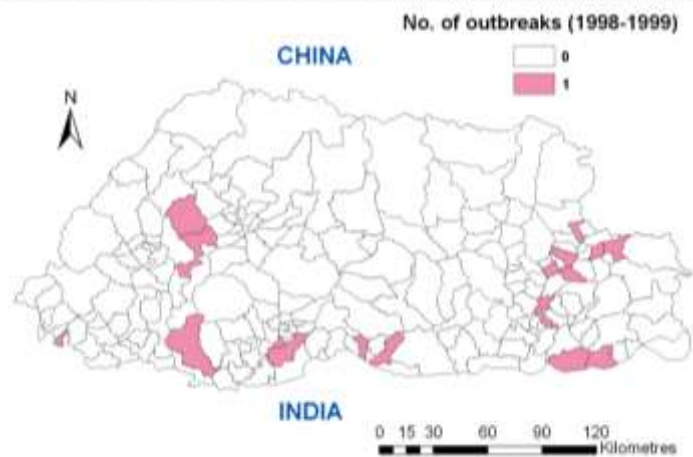 No. of outbreaks (1998-1999)
CHINA
0
1
N
INDIA
0 15 30 60 90 120
Kilometres